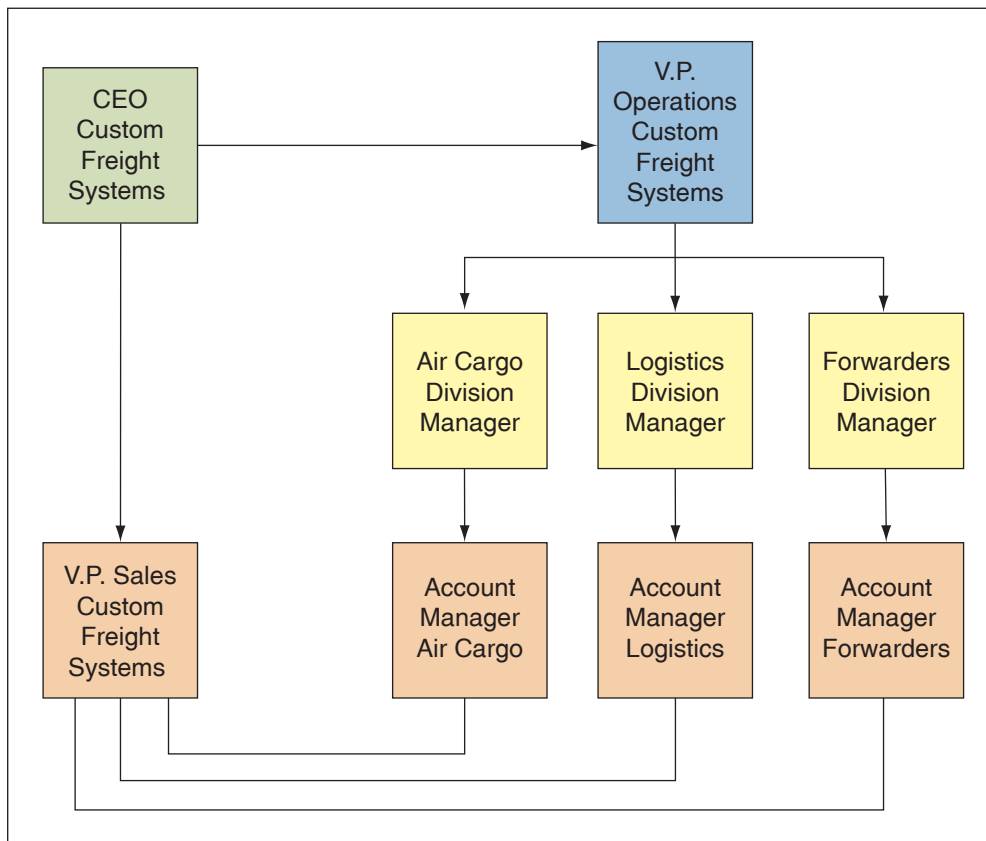 CEO
Custom
Freight
Systems
V.P.
Operations
Custom
Freight
Systems
Air Cargo
Division
Manager
Logistics
Division
Manager
Forwarders
Division
Manager
V.P. Sales
Custom
Freight
Systems
Account
Manager
Air Cargo
Account
Manager
Logistics
Account
Manager
Forwarders